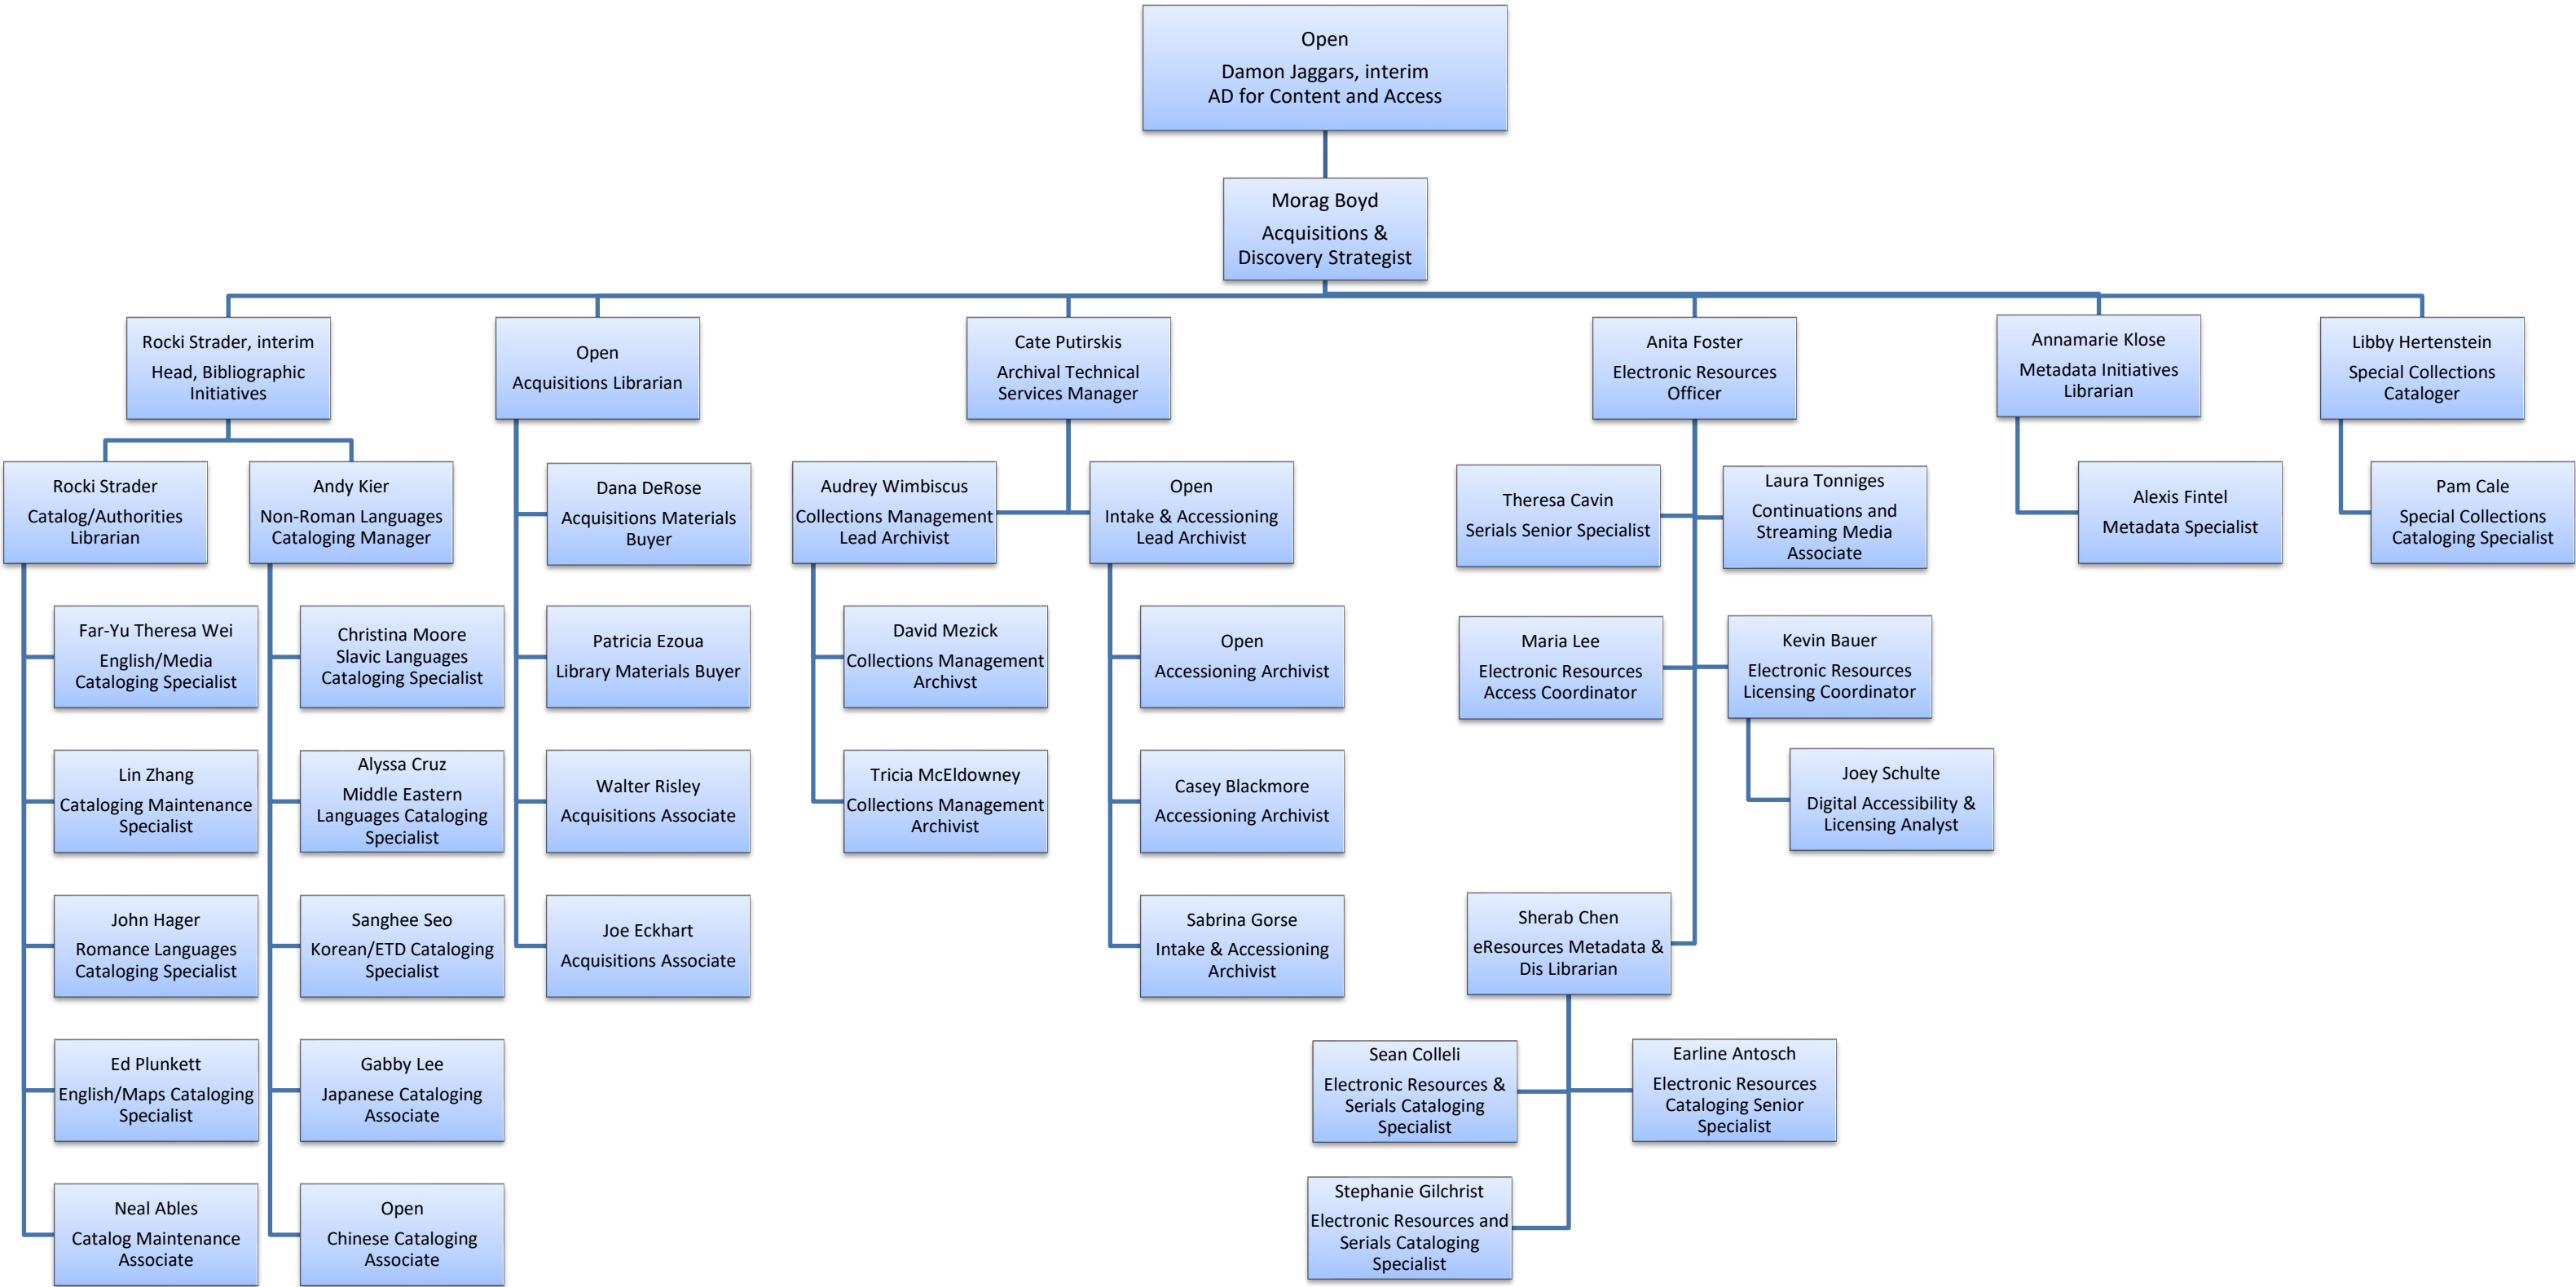 Open
Damon Jaggars, interim
AD for Content and Access
Morag Boyd
Acquisitions &
Discovery Strategist
Rocki Strader, interim
Head, Bibliographic
Initiatives
Open
Acquisitions Librarian
Cate Putirskis
Archival Technical
Services Manager
Anita Foster
Electronic Resources
Officer
Annamarie Klose
Metadata Initiatives
Librarian
Libby Hertenstein
Special Collections
Cataloger
Rocki Strader
Catalog/Authorities
Librarian
Andy Kier
Non-Roman Languages
Cataloging Manager
Dana DeRose
Acquisitions Materials
Buyer
Audrey Wimbiscus
Collections Management
Lead Archivist
Open
Intake & Accessioning
Lead Archivist
Theresa Cavin
Serials Senior Specialist
Laura Tonniges
Continuations and
Streaming Media
Associate
Alexis Fintel
Metadata Specialist
Pam Cale
Special Collections
Cataloging Specialist
Far-Yu Theresa Wei
English/Media
Cataloging Specialist
Christina Moore
Slavic Languages
Cataloging Specialist
Patricia Ezoua
Library Materials Buyer
David Mezick
Collections Management
Archivst
Open
Accessioning Archivist
Maria Lee
Electronic Resources
Access Coordinator
Kevin Bauer
Electronic Resources
Licensing Coordinator
Lin Zhang
Cataloging Maintenance
Specialist
Alyssa Cruz
Middle Eastern
Languages Cataloging
Specialist
Walter Risley
Acquisitions Associate
Tricia McEldowney
Collections Management
Archivist
Casey Blackmore
Accessioning Archivist
Joey Schulte
Digital Accessibility &
Licensing Analyst
John Hager
Romance Languages
Cataloging Specialist
Sanghee Seo
Korean/ETD Cataloging
Specialist
Joe Eckhart
Acquisitions Associate
Sabrina Gorse
Intake & Accessioning
Archivist
Sherab Chen
eResources Metadata &
Dis Librarian
Ed Plunkett
English/Maps Cataloging
Specialist
Gabby Lee
Japanese Cataloging
Associate
Sean Colleli
Electronic Resources &
Serials Cataloging
Specialist
Earline Antosch
Electronic Resources
Cataloging Senior
Specialist
Neal Ables
Catalog Maintenance
Associate
Open
Chinese Cataloging
Associate
Stephanie Gilchrist
Electronic Resources and
Serials Cataloging
Specialist